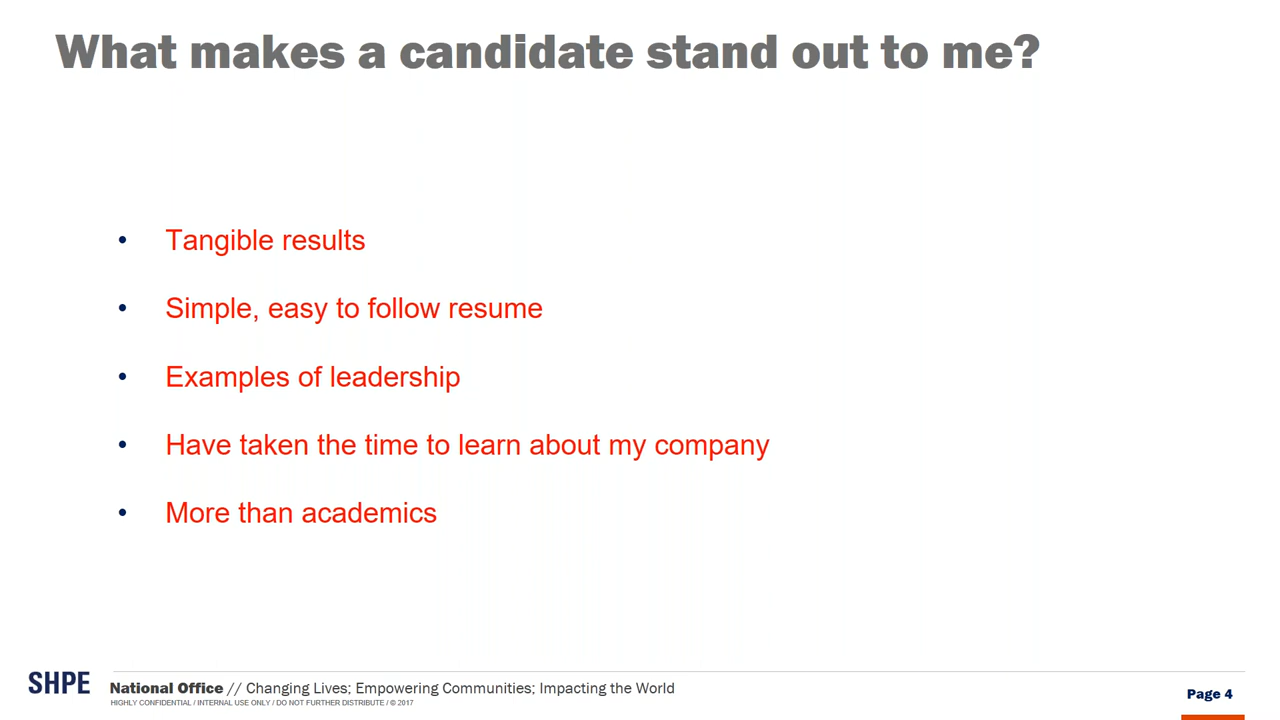 What makes a candidate stand out to me?
• Tangible results
• Simple, easy to follow resume
• Examples of leadership
• Have taken the time to learn about my company
• More than academics
SHPE
National Office // Changing Lives; Empowering Communities; Impacting the World
HIGHLY CONFIDENTIAL / INTERNAL USE ONLY / DO NOT FURTHER DISTRIBUTE / © 2017
Page 4